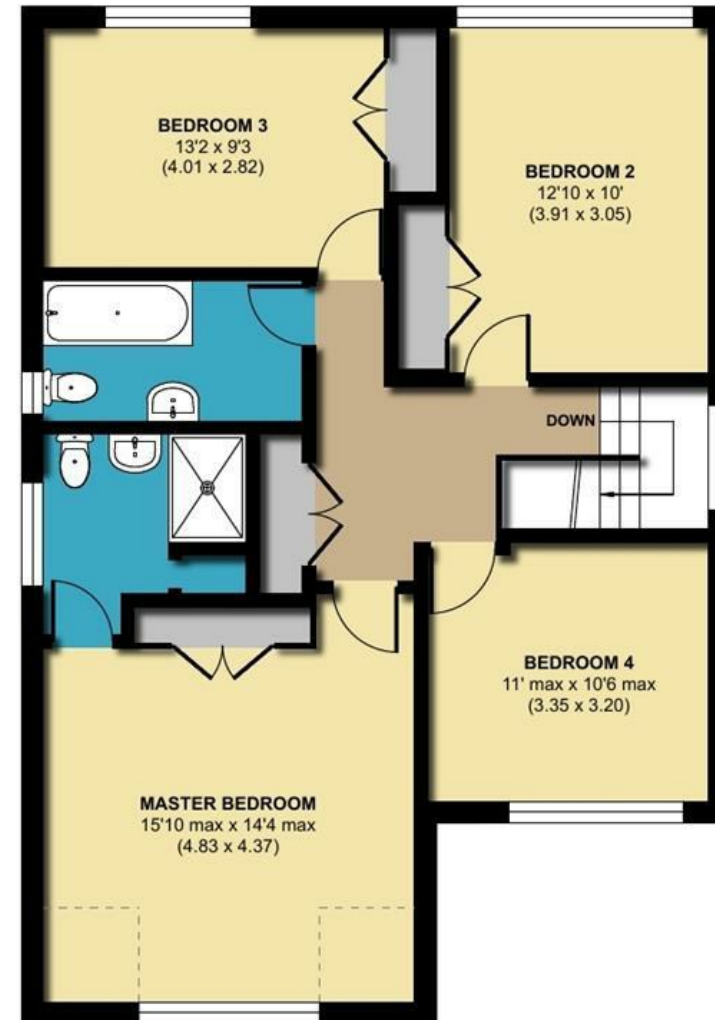 BEDROOM 3
13'2 x 9'3
(4.01 x 2.82)
BEDROOM 2
12'10 x 10'
(3.91 x 3.05)
DOWN
BEDROOM 4
11' max x 10'6 max
(3.35 x 3.20)
MASTER BEDROOM
15'10 max x 14'4 max
(4.83 x 4.37)